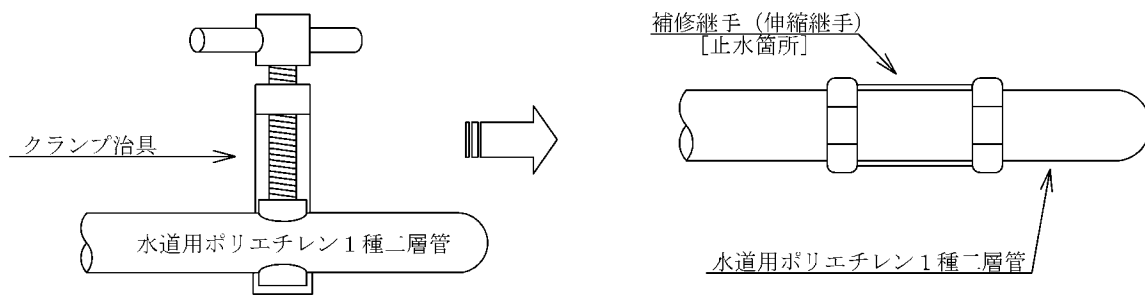 クランプ治具
水道用ポリエチレン1種二層管
補修継手（伸縮継手）
[止水箇所]
水道用ポリエチレン1種二層管